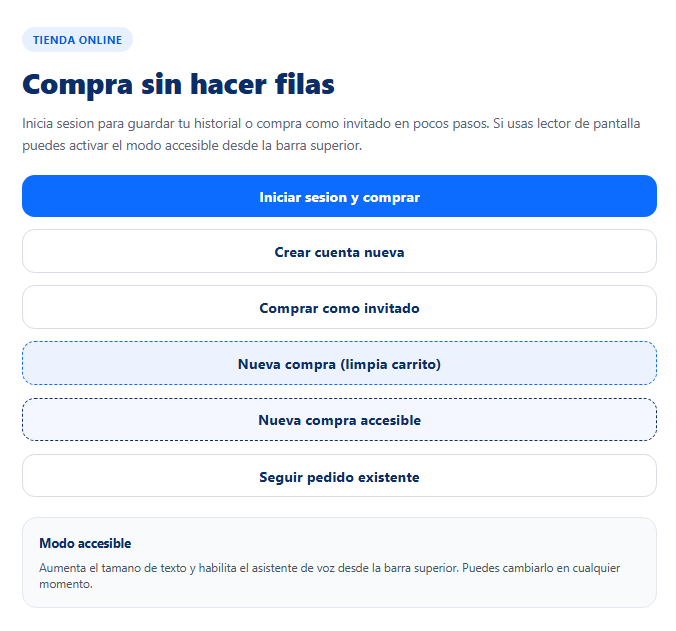 TIENDA ONLINE
Compra sin hacer filas
Inicia sesion para guardar tu historial o compra como invitado en pocos pasos. Si usas lector de pantalla
puedes activar el modo accesible desde la barra superior.
Iniciar sesion y comprar
Crear cuenta nueva
Comprar como invitado
Nueva compra (limpia carrito)
Nueva compra accesible
Seguir pedido existente
Modo accesible
Aumenta el tamano de texto y habilita el asistente de voz desde la barra superior. Puedes cambiarlo en cualquier
momento.